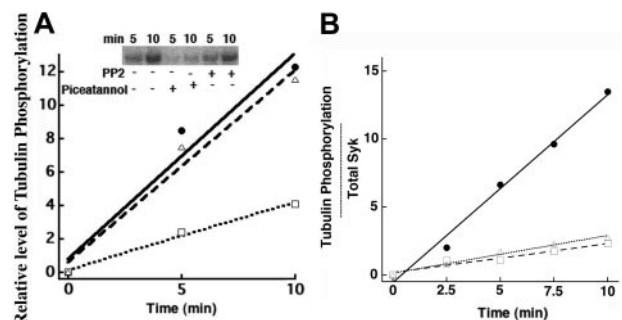 A
min 5 10 5 10 5 10
PP2 - - - - + +
Piceatannol - - + + - -
Relative level of Tubulin Phosphorylation
12
10
8
6
4
2
0
0 5 10
Time (min)
B
Tubulin Phosphorylation
Total Syk
15
10
5
0
0 2.5 5 7.5 10
Time (min)